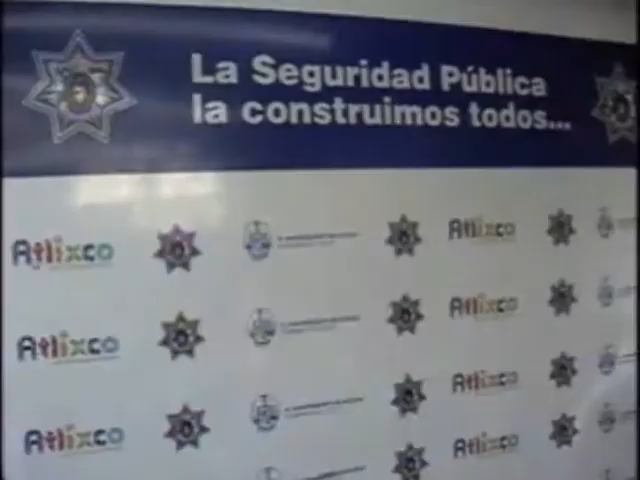 La Seguridad Pública
la construimos todos...
Atlixco
Atlixco
Atlixco
Atlixco
Atlixco
Atlixco
Atlixco